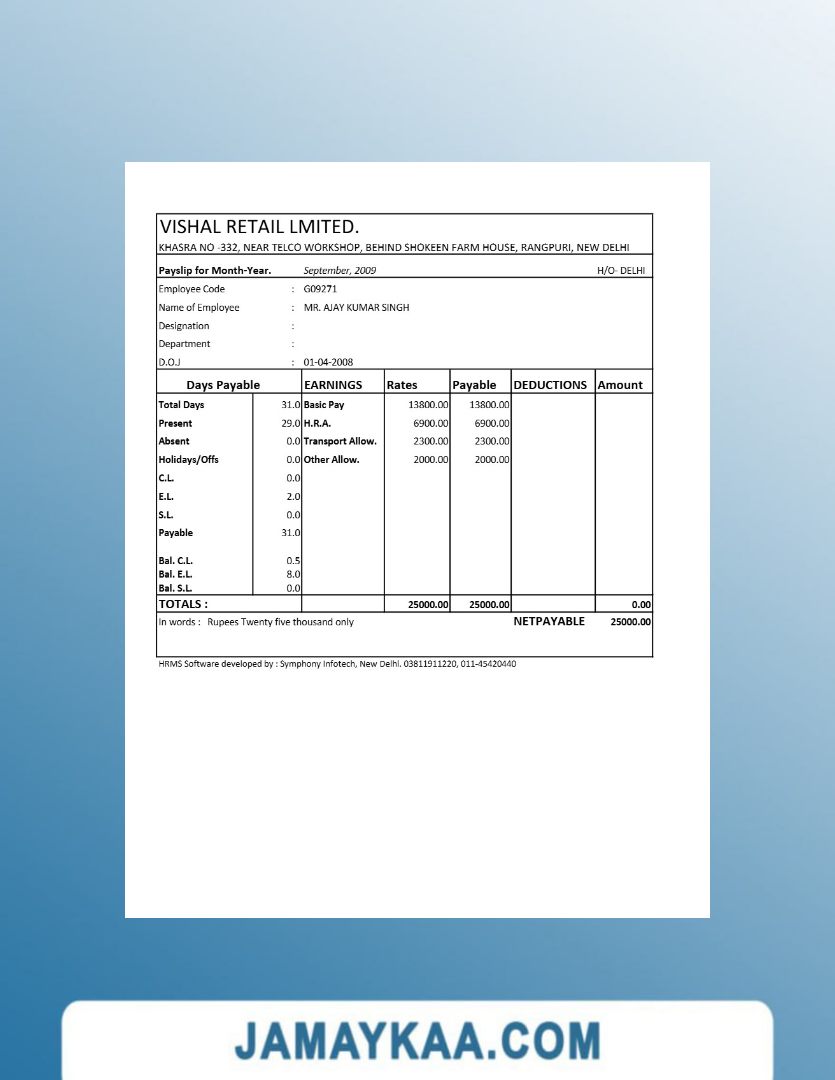 VISHAL RETAIL LMITED.
KHASRA NO -332, NEAR TELCO WORKSHOP, BEHIND SHOKEEN FARM HOUSE, RANGPURI, NEW DELHI
Payslip for Month-Year. September, 2009 H/O- DELHI
Employee Code : G09271
Name of Employee : MR. AJAY KUMAR SINGH
Designation :
Department :
D.O.J : 01-04-2008
Days Payable EARNINGS Rates Payable DEDUCTIONS Amount
Total Days 31.0 Basic Pay 13800.00 13800.00
Present 29.0 H.R.A. 6900.00 6900.00
Absent 0.0 Transport Allow. 2300.00 2300.00
Holidays/Offs 0.0 Other Allow. 2000.00 2000.00
C.L. 0.0
E.L. 2.0
S.L. 0.0
Payable 31.0
Bal. C.L. 0.5
Bal. E.L. 8.0
Bal. S.L. 0.0
TOTALS : 25000.00 25000.00 0.00
In words : Rupees Twenty five thousand only NETPAYABLE 25000.00
HRMS Software developed by : Symphony Infotech, New Delhi. 03811911220, 011-45420440
JAMAYKAA.COM